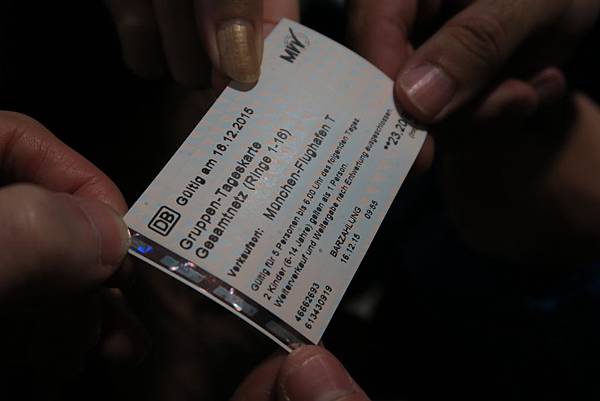 MVV
DB Gültig am 16.12.2015
Gruppen-Tageskarte
Gesamtnetz (Ringe 1-16)
Verkaufsort: München-Flughafen T
Gültig für 5 Personen bis 6:00 Uhr des folgenden Tages.
2 Kinder (6-14 Jahre) gelten als 1 Person.
Weiterverkauf und Weitergabe nach Entwertung ausgeschlossen.
**23.20
46662693 BARZAHLUNG
613430919 16.12.15 09:55